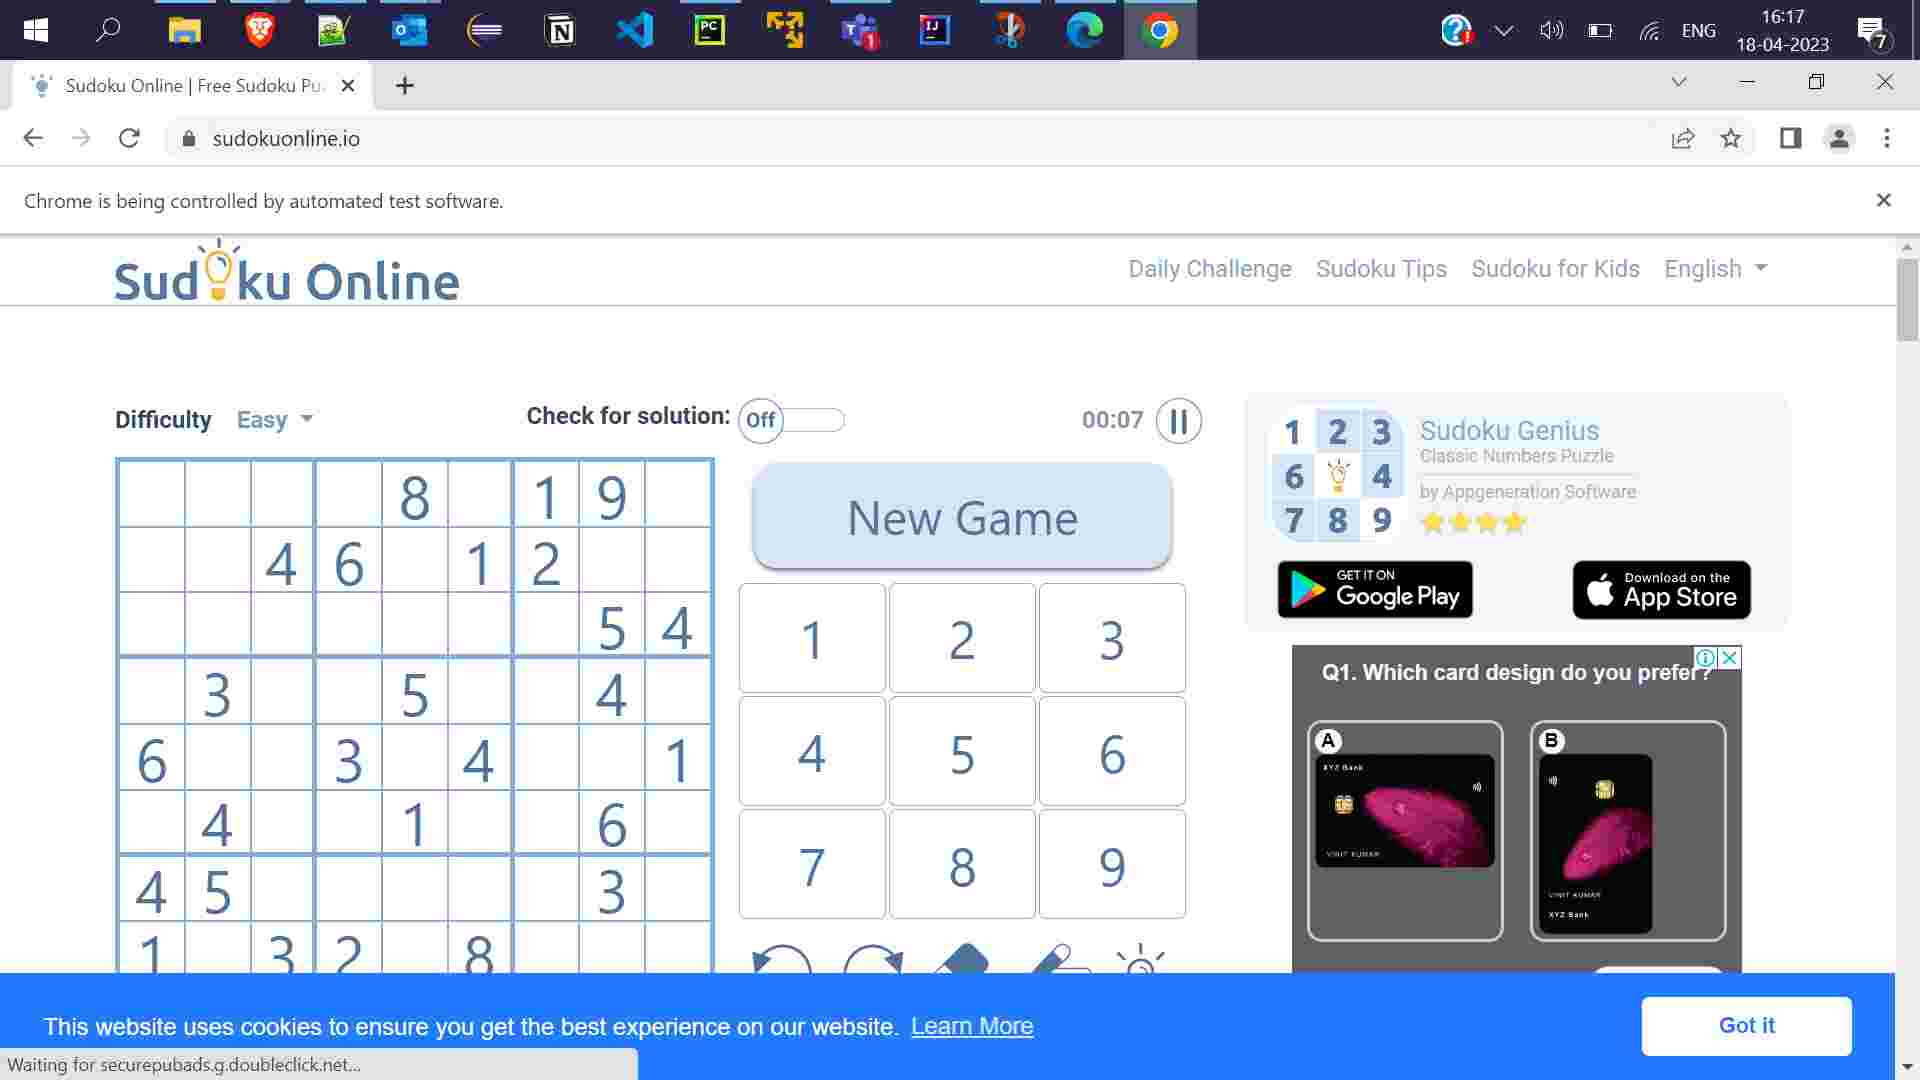 PC
1
IJ
ENG
16:17
18-04-2023
7
Sudoku Online | Free Sudoku Pu
sudokuonline.io
Chrome is being controlled by automated test software.
Sudoku Online
Daily Challenge Sudoku Tips Sudoku for Kids English
Difficulty Easy Check for solution: Off 00:07
8 1 9
4 6 1 2
5 4
3 5 4
6 3 4 1
4 1 6
4 5 3
1 3 2 8
New Game
1 2 3
4 5 6
7 8 9
1 2 3
6 4
7 8 9
Sudoku Genius
Classic Numbers Puzzle
by Appgeneration Software
GET IT ON
Google Play
Download on the
App Store
Q1. Which card design do you prefer?
A
XYZ Bank
VINIT KUMAR
B
VINIT KUMAR
XYZ Bank
This website uses cookies to ensure you get the best experience on our website. Learn More
Got it
Waiting for securepubads.g.doubleclick.net...